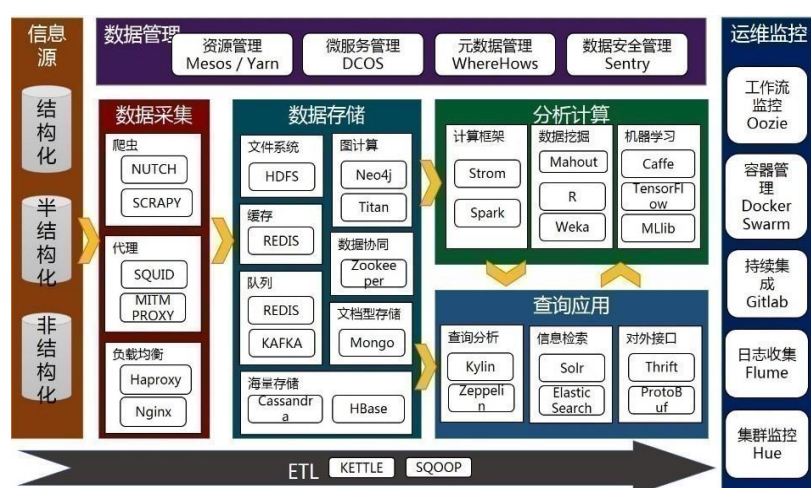 信息
源
结
构
化
半
结
构
化
非
结
构
化
数据管理
资源管理
Mesos / Yarn
微服务管理
DCOS
元数据管理
WhereHows
数据安全管理
Sentry
数据采集
爬虫
NUTCH
SCRAPY
代理
SQUID
MITM
PROXY
负载均衡
Haproxy
Nginx
数据存储
文件系统
HDFS
缓存
REDIS
队列
REDIS
KAFKA
图计算
Neo4j
Titan
数据协同
Zookee
per
文档型存储
Mongo
海量存储
Cassandr
a
HBase
分析计算
计算框架
Strom
Spark
数据挖掘
Mahout
R
Weka
机器学习
Caffe
TensorFl
ow
MLlib
查询应用
查询分析
Kylin
Zeppeli
n
信息检索
Solr
Elastic
Search
对外接口
Thrift
ProtoB
uf
运维监控
工作流
监控
Oozie
容器管
理
Docker
Swarm
持续集
成
Gitlab
日志收集
Flume
集群监控
Hue
ETL
KETTLE
SQOOP